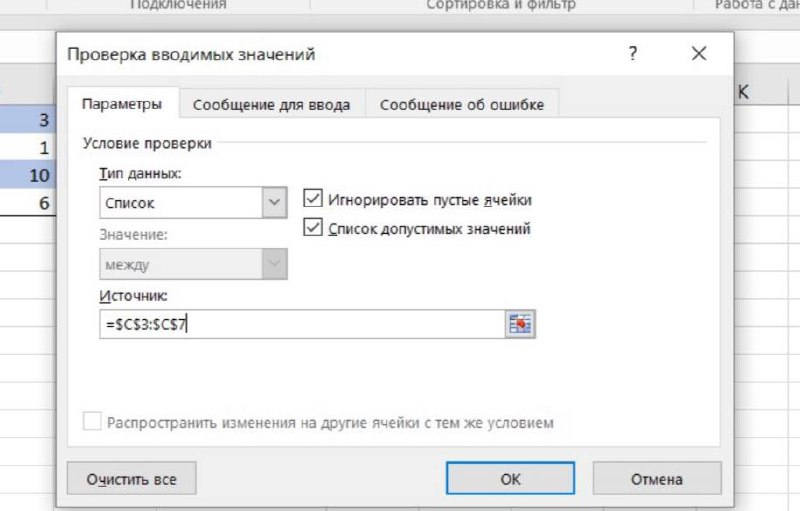 Подключения Сортировка и фильтр Работа с дан
Проверка вводимых значений ?
K
Параметры Сообщение для ввода Сообщение об ошибке
3
Условие проверки
1
Тип данных:
10
Список Игнорировать пустые ячейки
6
Список допустимых значений
Значение:
между
Источник:
=$C$3:$C$7
Распространить изменения на другие ячейки с тем же условием
Очистить все ОК Отмена